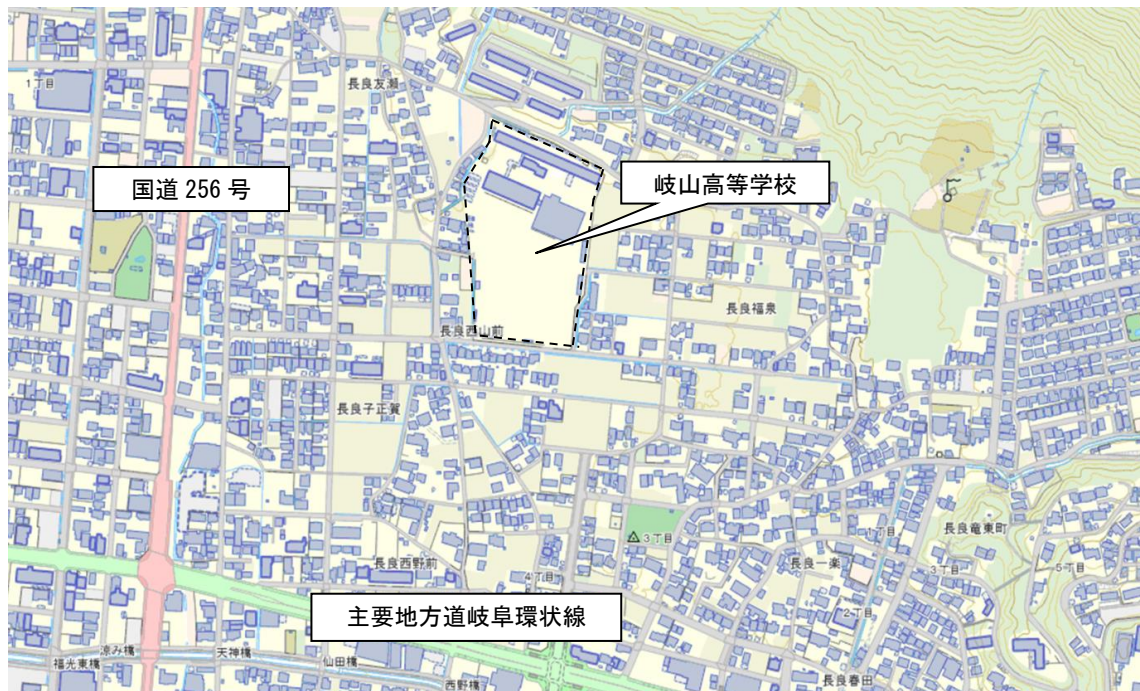 1丁目
長良友瀬
国道 256 号
岐山高等学校
長良福泉
長良西山前
長良子正賀
3丁目
1丁目
長良竜東町
長良西野前
4丁目
長良一楽
3丁目
5丁目
主要地方道岐阜環状線
2丁目
涼み橋
天神橋
福光東橋
仙田橋
西野橋
長良春田